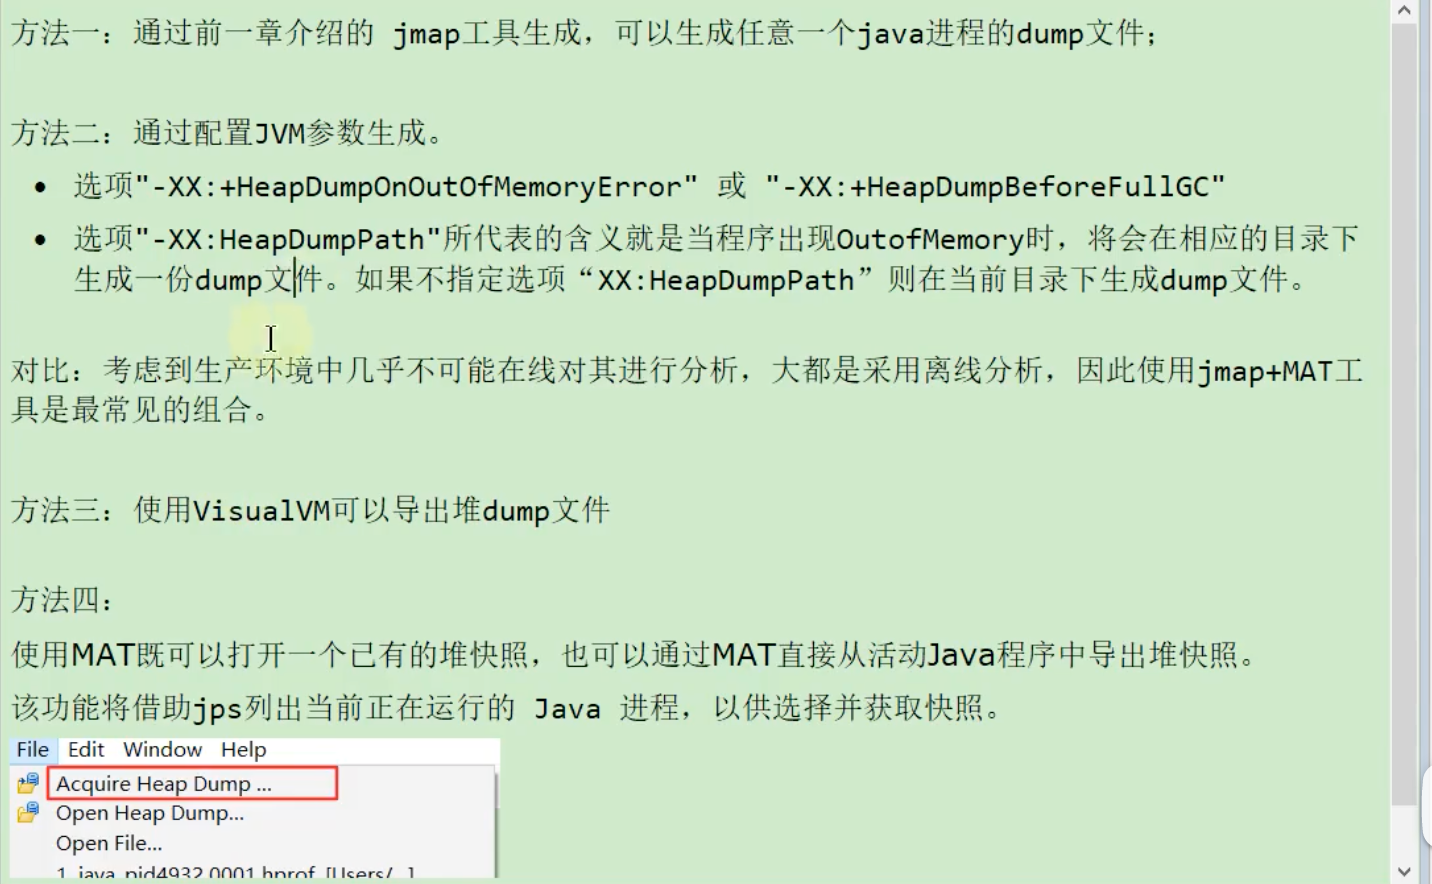 方法一：通过前一章介绍的 jmap工具生成，可以生成任意一个java进程的dump文件；
方法二：通过配置JVM参数生成。
• 选项"-XX:+HeapDumpOnOutOfMemoryError" 或 "-XX:+HeapDumpBeforeFullGC"
• 选项"-XX:HeapDumpPath"所代表的含义就是当程序出现OutofMemory时，将会在相应的目录下
生成一份dump文件。如果不指定选项“XX:HeapDumpPath”则在当前目录下生成dump文件。
对比：考虑到生产环境中几乎不可能在线对其进行分析，大都是采用离线分析，因此使用jmap+MAT工
具是最常见的组合。
方法三：使用VisualVM可以导出堆dump文件
方法四：
使用MAT既可以打开一个已有的堆快照，也可以通过MAT直接从活动Java程序中导出堆快照。
该功能将借助jps列出当前正在运行的 Java 进程，以供选择并获取快照。
File Edit Window Help
Acquire Heap Dump ...
Open Heap Dump...
Open File...
1 java_pid4932.0001.hprof [Users/...]